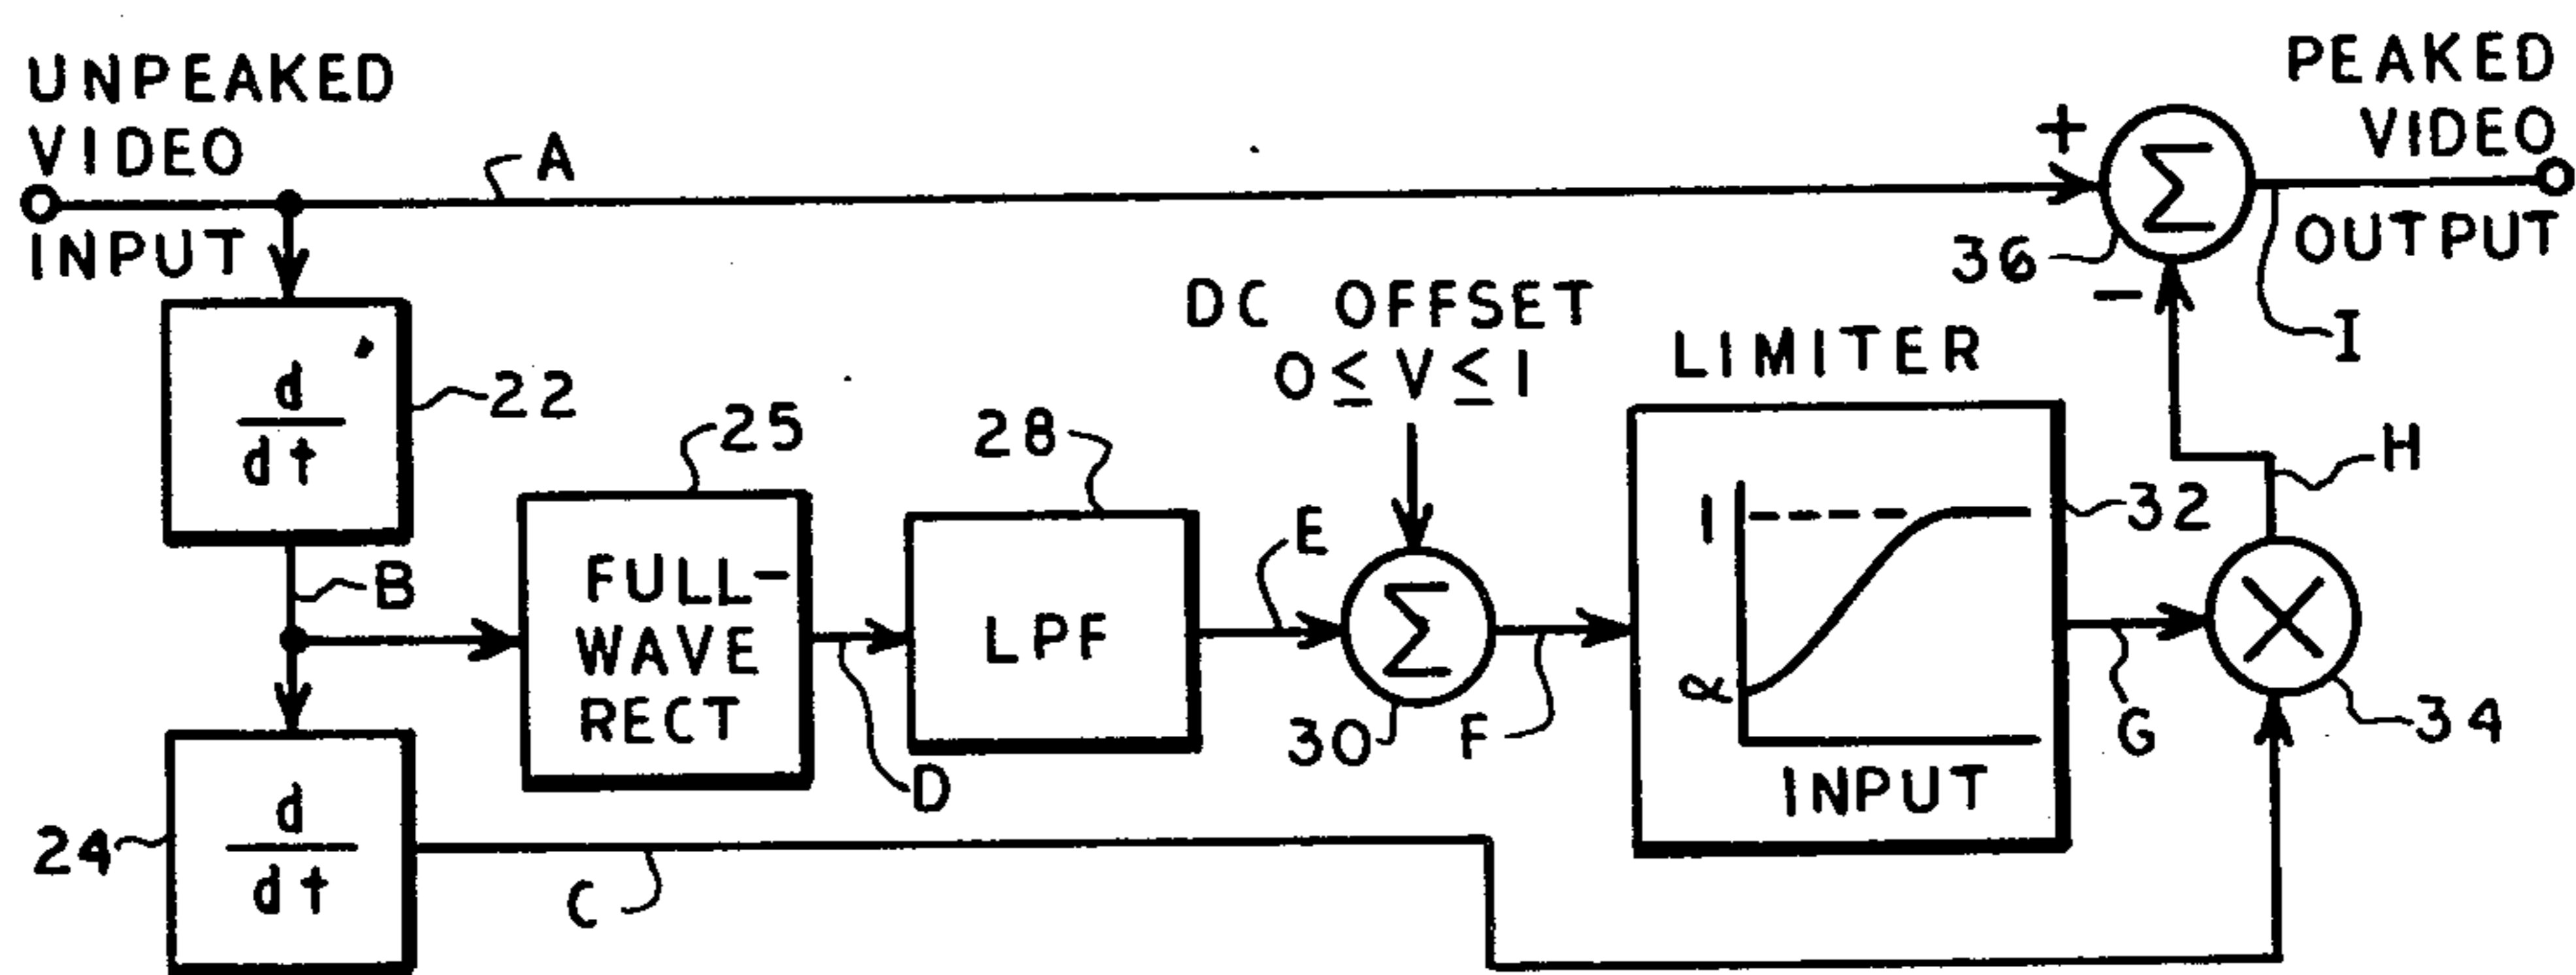 UNPEAKED
VIDEO
INPUT
A
+
Σ
36
−
PEAKED
VIDEO
OUTPUT
I
d
dt
22
B
DC OFFSET
0 ≤ V ≤ 1
25
FULL-
WAVE
RECT
D
28
LPF
E
Σ
30
F
LIMITER
1
α
INPUT
32
G
H
X
34
24
d
dt
C